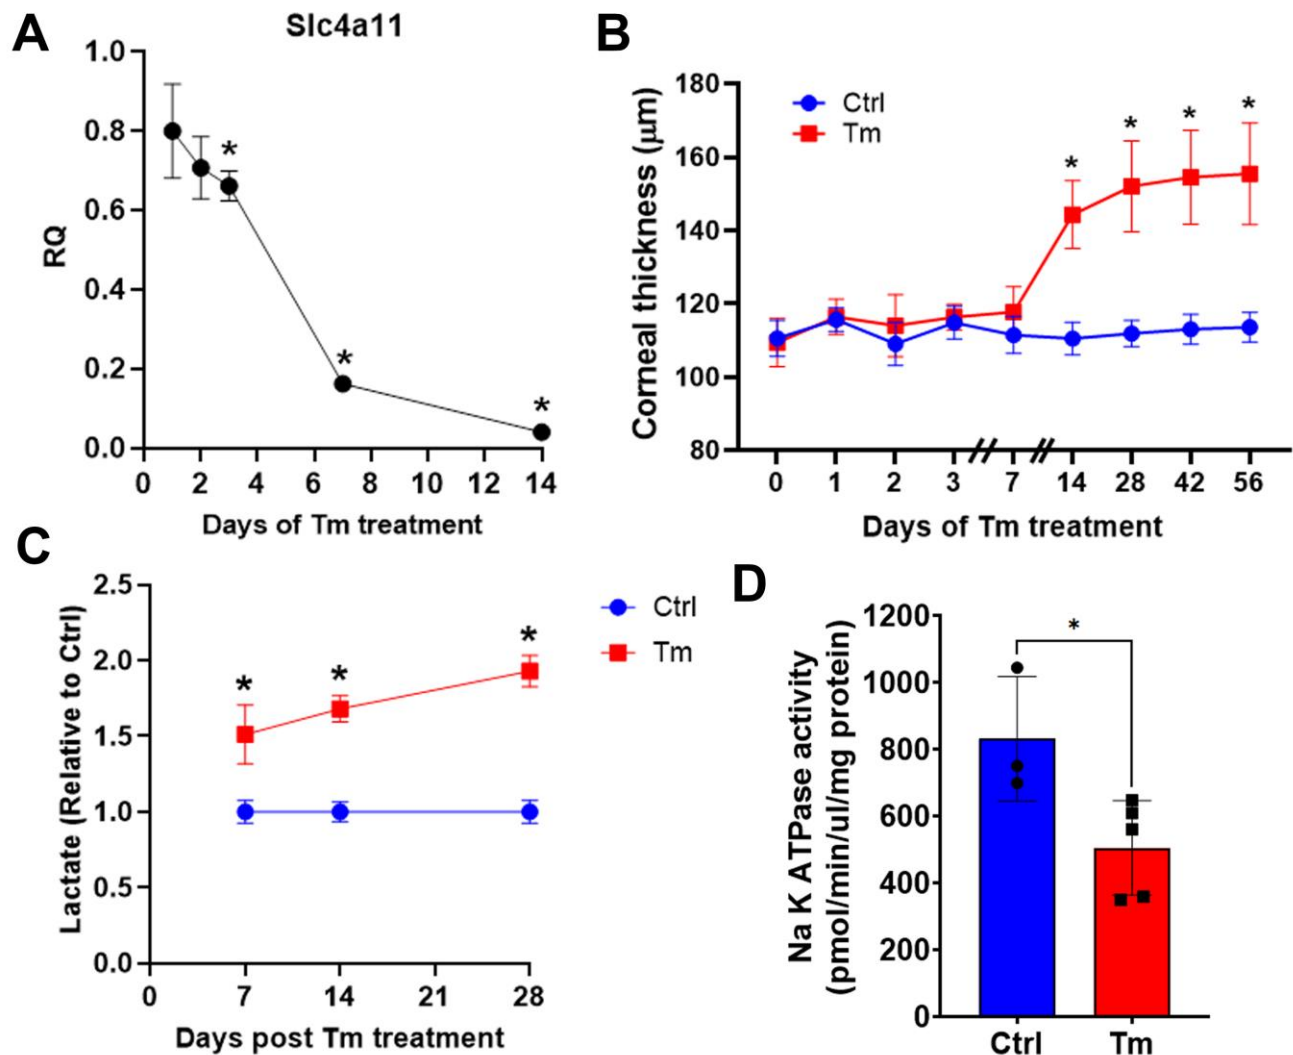 A
Slc4a11
1.0
0.8
0.6
0.4
0.2
0.0
RQ
*
*
*
0 2 4 6 8 10 12 14
Days of Tm treatment
B
180
160
140
120
100
80
Corneal thickness (μm)
Ctrl
Tm
* * * *
0 1 2 3 7 14 28 42 56
Days of Tm treatment
C
2.5
2.0
1.5
1.0
0.5
0.0
Lactate (Relative to Ctrl)
Ctrl
Tm
* * *
0 7 14 21 28
Days post Tm treatment
D
1200
1000
800
600
400
200
0
Na K ATPase activity
(pmol/min/ul/mg protein)
*
Ctrl Tm